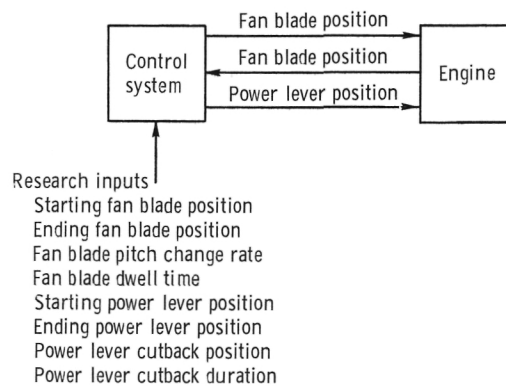 Fan blade position
Control
system
Fan blade position
Engine
Power lever position
Research inputs
Starting fan blade position
Ending fan blade position
Fan blade pitch change rate
Fan blade dwell time
Starting power lever position
Ending power lever position
Power lever cutback position
Power lever cutback duration